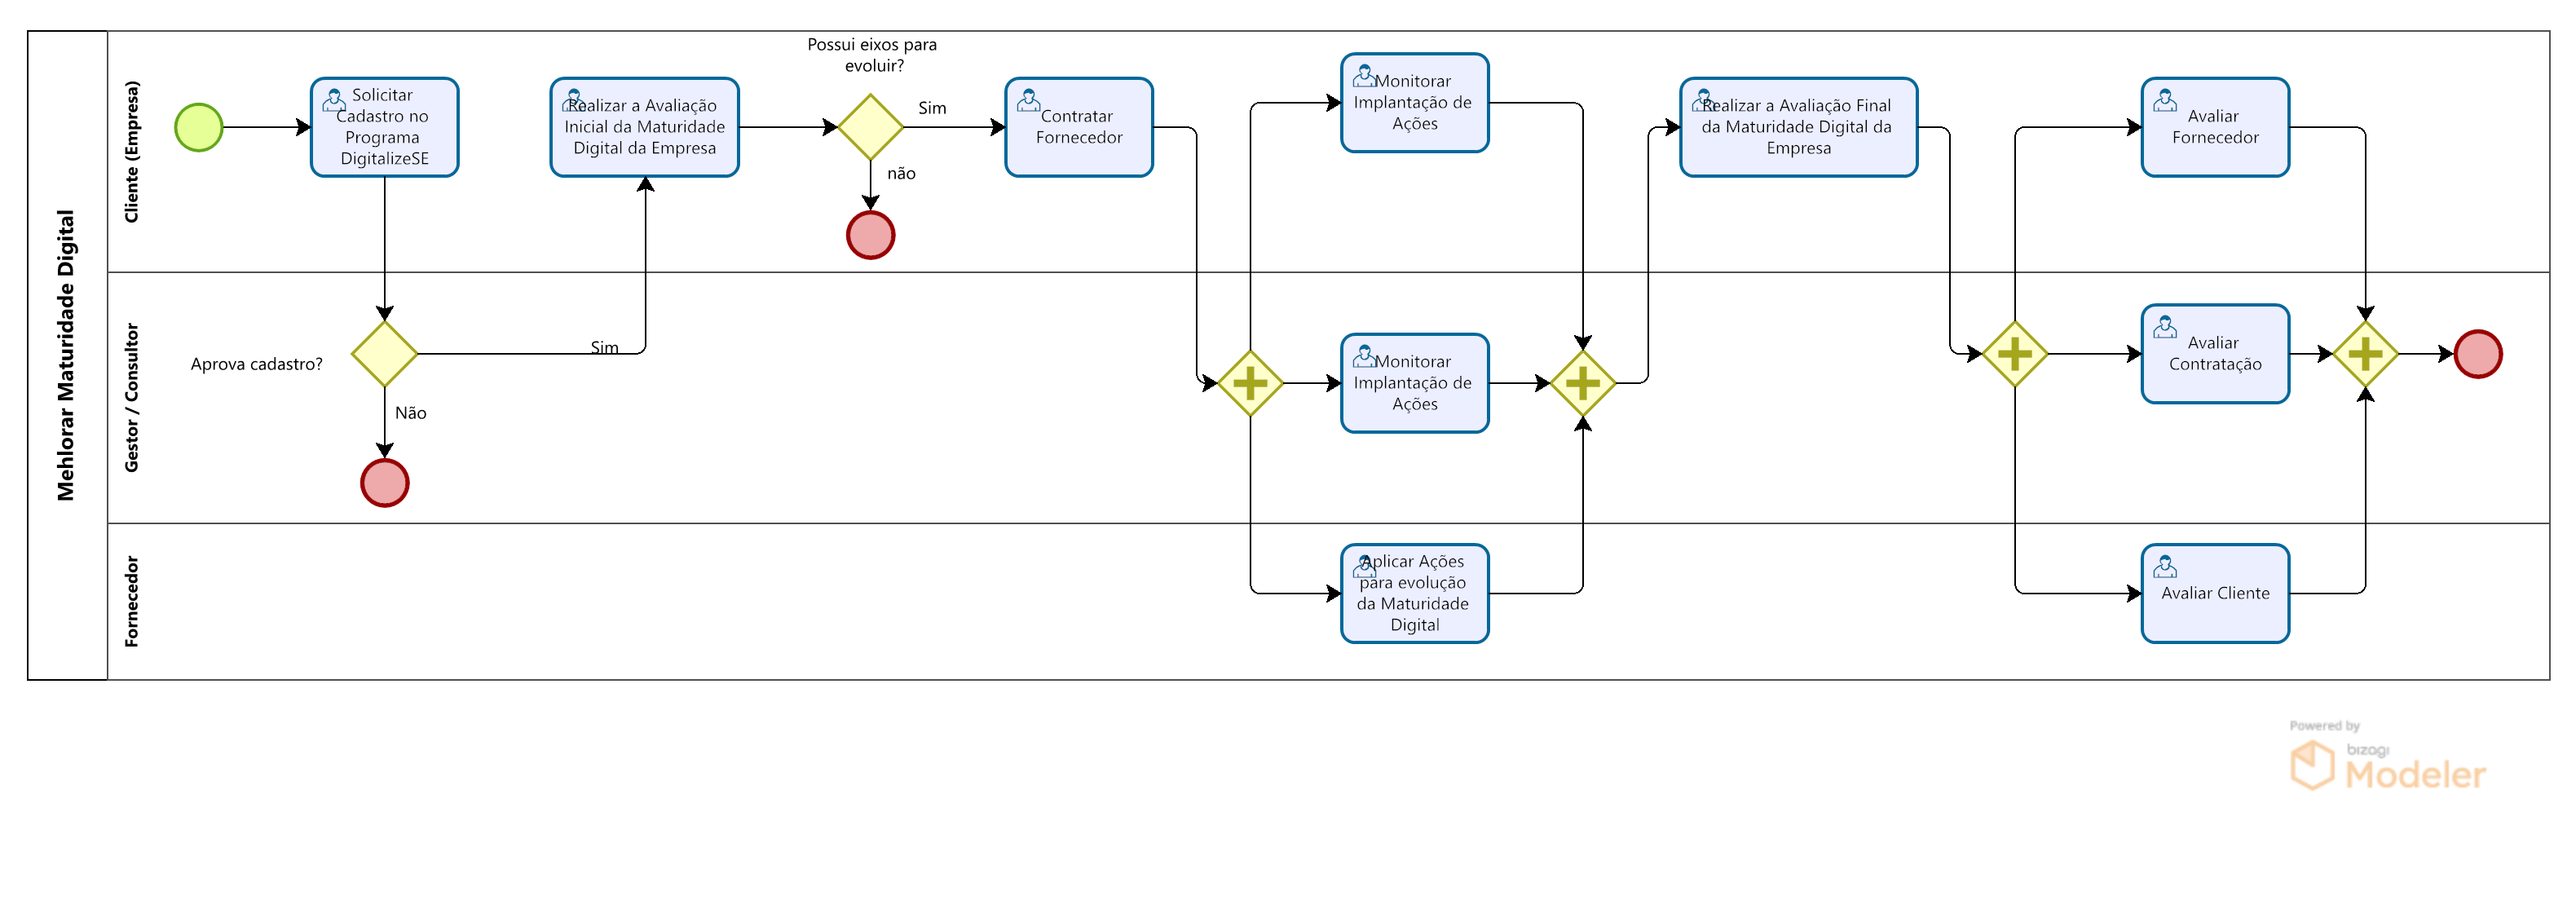 Mehlorar Maturidade Digital
Cliente (Empresa)
Solicitar
Cadastro no
Programa
DigitalizeSE
Realizar a Avaliação
Inicial da Maturidade
Digital da Empresa
Possui eixos para
evoluir?
Sim
não
Contratar
Fornecedor
Monitorar
Implantação de
Ações
Realizar a Avaliação Final
da Maturidade Digital da
Empresa
Avaliar
Fornecedor
Gestor / Consultor
Aprova cadastro?
Sim
Não
Monitorar
Implantação de
Ações
Avaliar
Contratação
Fornecedor
Aplicar Ações
para evolução
da Maturidade
Digital
Avaliar Cliente
Powered by
bizagi
Modeler